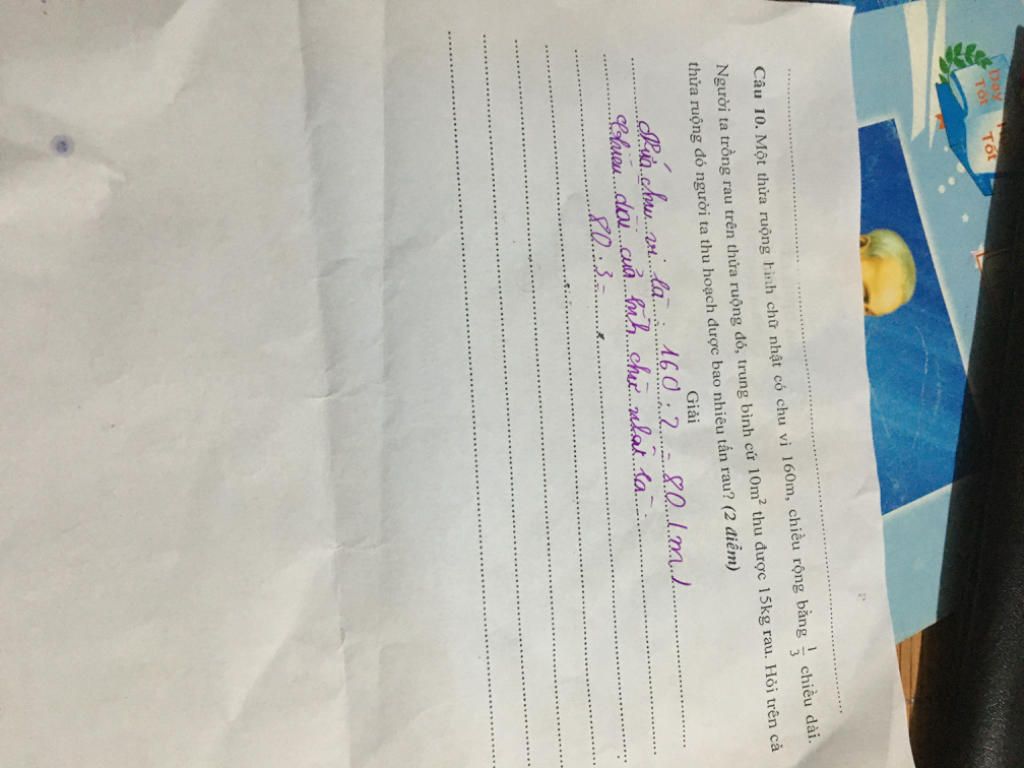 Dạy
Tốt
Tốt
Câu 10. Một thửa ruộng hình chữ nhật có chu vi 160m, chiều rộng bằng 1/3 chiều dài.
Người ta trồng rau trên thửa ruộng đó, trung bình cứ 10m² thu được 15kg rau. Hỏi trên cả
thửa ruộng đó người ta thu hoạch được bao nhiêu tấn rau? (2 điểm)
Giải
Nửa chu vi là : 160 : 2 = 80 (m)
Chiều dài của hình chữ nhật là
80 : 3 =